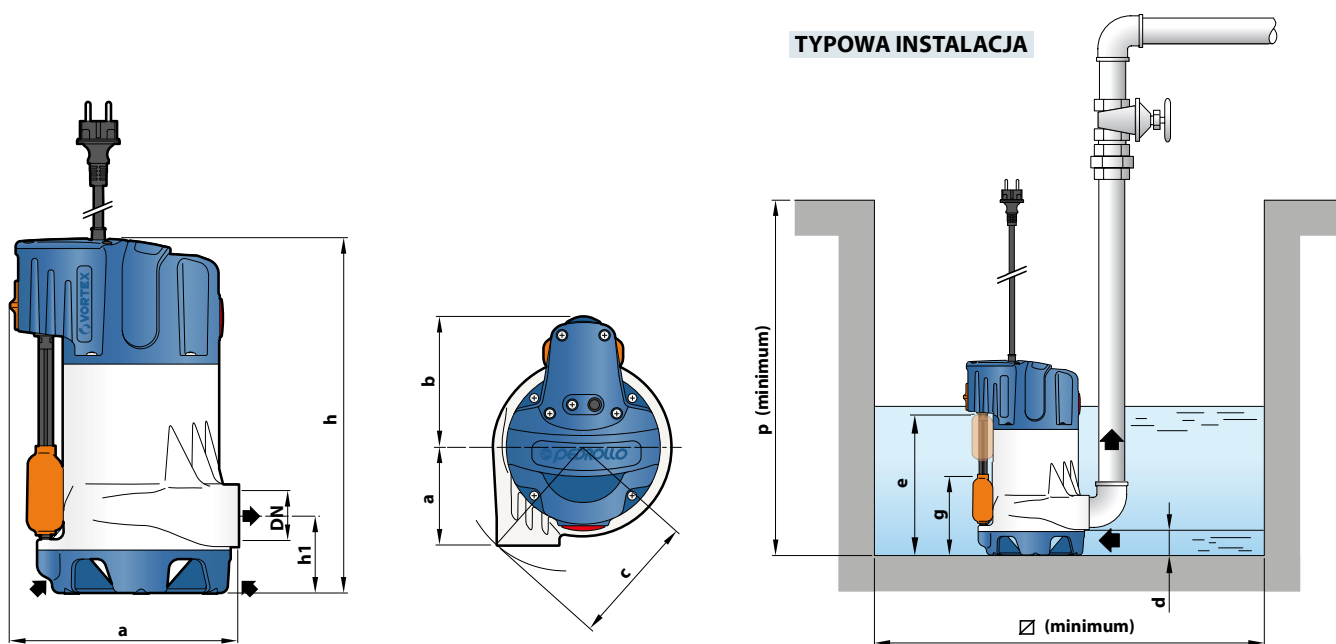 TYPOWA INSTALACJA
VORTEX
h
DN
h1
a
b
a
c
PEDROLLO
p (minimum)
e
g
d
(minimum)